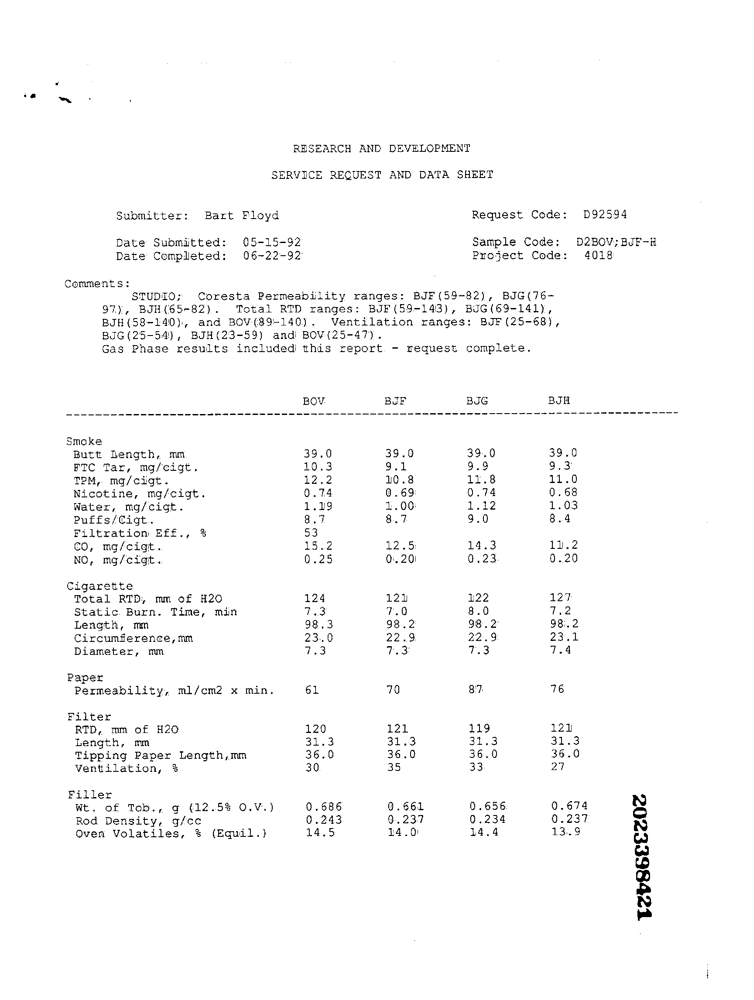 RESEARCH AND DEVELOPMENT
SERVICE REQUEST AND DATA SHEET
Submitter: Bart Floyd Request Code: D92594
Date Submitted: 05-15-92 Sample Code: D2BOV;BJF-H
Date Completed: 06-22-92 Project Code: 4018
Comments:
STUDIO; Coresta Permeability ranges: BJF(59-82), BJG(76-
97), BJH(65-82). Total RTD ranges: BJF(59-143), BJG(69-141),
BJH(58-140), and BOV(89-140). Ventilation ranges: BJF(25-68),
BJG(25-54), BJH(23-59) and BOV(25-47).
Gas Phase results included this report - request complete.
BOV BJF BJG BJH
Smoke
Butt Length, mm 39.0 39.0 39.0 39.0
FTC Tar, mg/cigt. 10.3 9.1 9.9 9.3
TPM, mg/cigt. 12.2 10.8 11.8 11.0
Nicotine, mg/cigt. 0.74 0.69 0.74 0.68
Water, mg/cigt. 1.19 1.00 1.12 1.03
Puffs/Cigt. 8.7 8.7 9.0 8.4
Filtration Eff., % 53
CO, mg/cigt. 15.2 12.5 14.3 11.2
NO, mg/cigt. 0.25 0.20 0.23 0.20
Cigarette
Total RTD, mm of H2O 124 121 122 127
Static Burn. Time, min 7.3 7.0 8.0 7.2
Length, mm 98.3 98.2 98.2 98.2
Circumference,mm 23.0 22.9 22.9 23.1
Diameter, mm 7.3 7.3 7.3 7.4
Paper
Permeability, ml/cm2 x min. 61 70 87 76
Filter
RTD, mm of H2O 120 121 119 121
Length, mm 31.3 31.3 31.3 31.3
Tipping Paper Length,mm 36.0 36.0 36.0 36.0
Ventilation, % 30 35 33 27
Filler
Wt. of Tob., g (12.5% O.V.) 0.686 0.661 0.656 0.674
Rod Density, g/cc 0.243 0.237 0.234 0.237
Oven Volatiles, % (Equil.) 14.5 14.0 14.4 13.9
2023398421